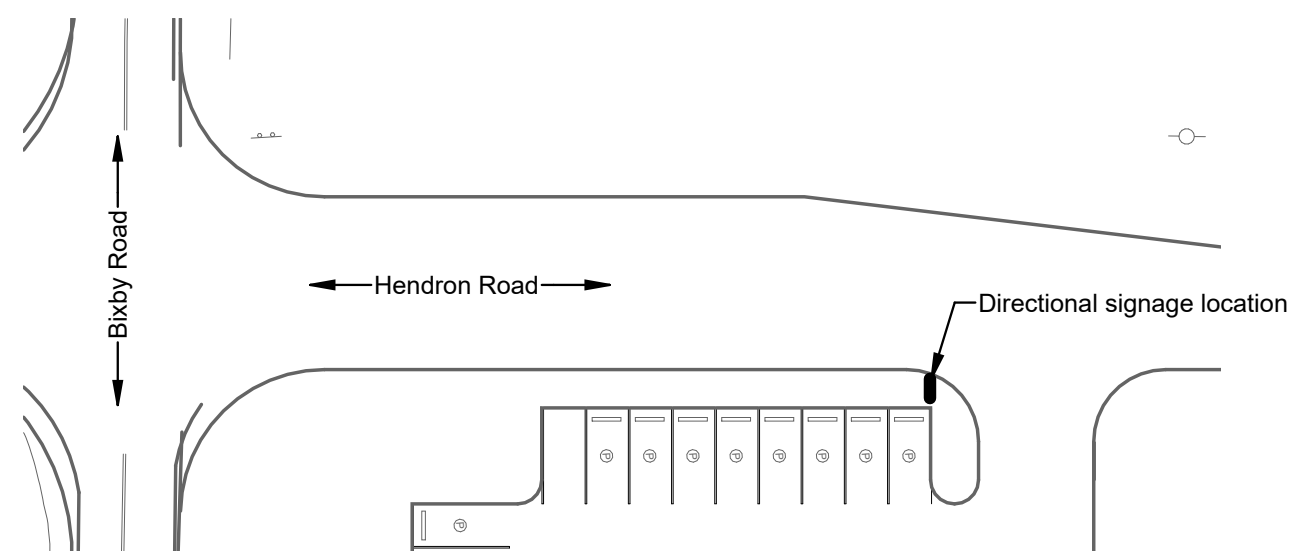 Bixby Road
Hendron Road
Directional signage location
P P P P P P P P
P